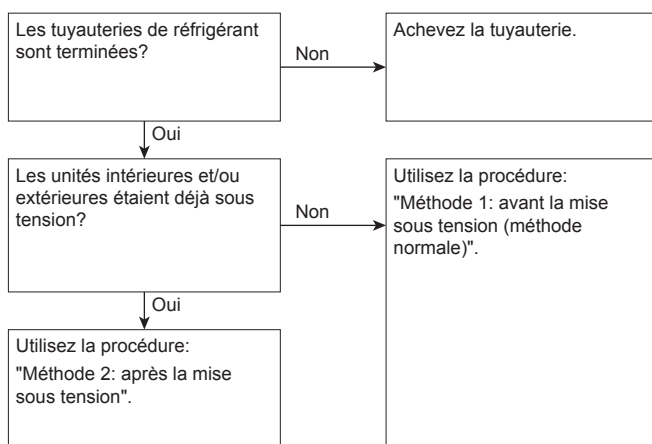 Les tuyauteries de réfrigérant
sont terminées?
Non
Achevez la tuyauterie.
Oui
Les unités intérieures et/ou
extérieures étaient déjà sous
tension?
Non
Utilisez la procédure:
"Méthode 1: avant la mise
sous tension (méthode
normale)".
Oui
Utilisez la procédure:
"Méthode 2: après la mise
sous tension".